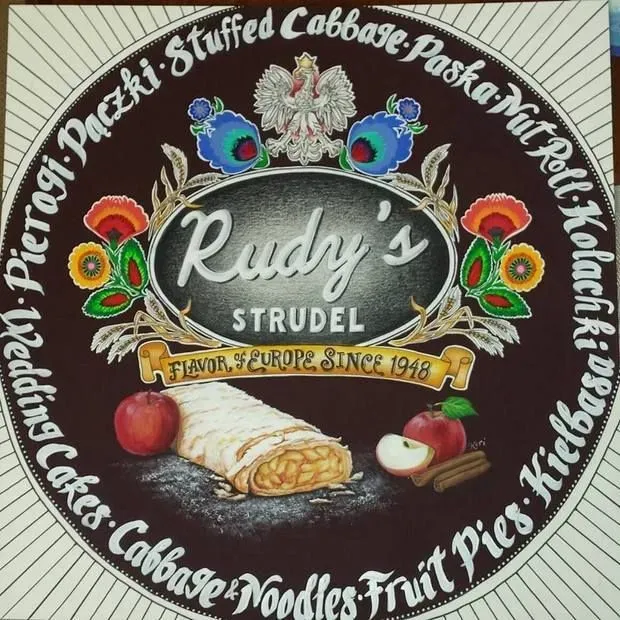 Rudy's
STRUDEL
FLAVOR of EUROPE SINCE 1948
Pierogi · Pączki · Stuffed Cabbage · Paska · Nut Roll · Kolachki · Kielbasa · Fruit Pies · Cabbage & Noodles · Wedding Cakes ·
Kiri